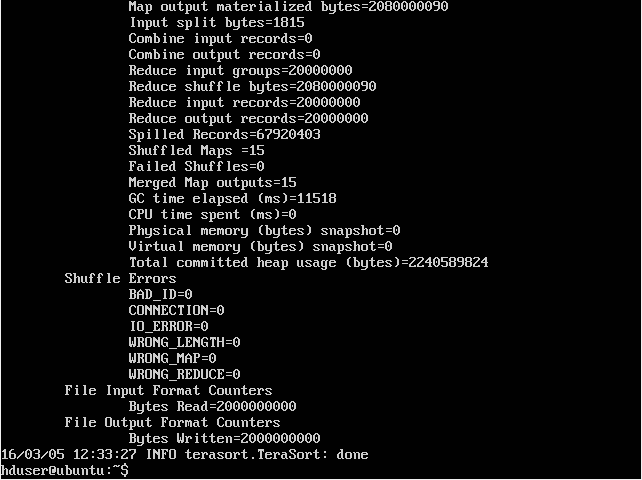 Map output materialized bytes=2080000090
Input split bytes=1815
Combine input records=0
Combine output records=0
Reduce input groups=20000000
Reduce shuffle bytes=2080000090
Reduce input records=20000000
Reduce output records=20000000
Spilled Records=67920403
Shuffled Maps =15
Failed Shuffles=0
Merged Map outputs=15
GC time elapsed (ms)=11518
CPU time spent (ms)=0
Physical memory (bytes) snapshot=0
Virtual memory (bytes) snapshot=0
Total committed heap usage (bytes)=2240589824
Shuffle Errors
BAD_ID=0
CONNECTION=0
IO_ERROR=0
WRONG_LENGTH=0
WRONG_MAP=0
WRONG_REDUCE=0
File Input Format Counters
Bytes Read=2000000000
File Output Format Counters
Bytes Written=2000000000
16/03/05 12:33:27 INFO terasort.TeraSort: done
hduser@ubuntu:~$